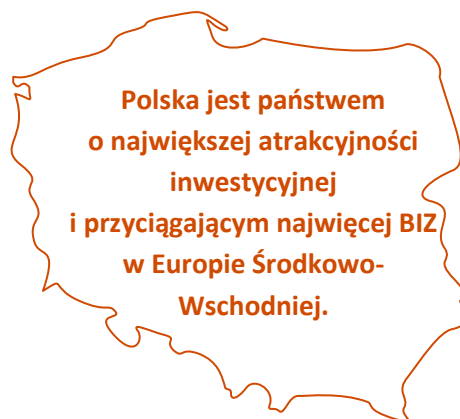 Polska jest państwem
o największej atrakcyjności
inwestycyjnej
i przyciągającym najwięcej BIZ
w Europie Środkowo-
Wschodniej.